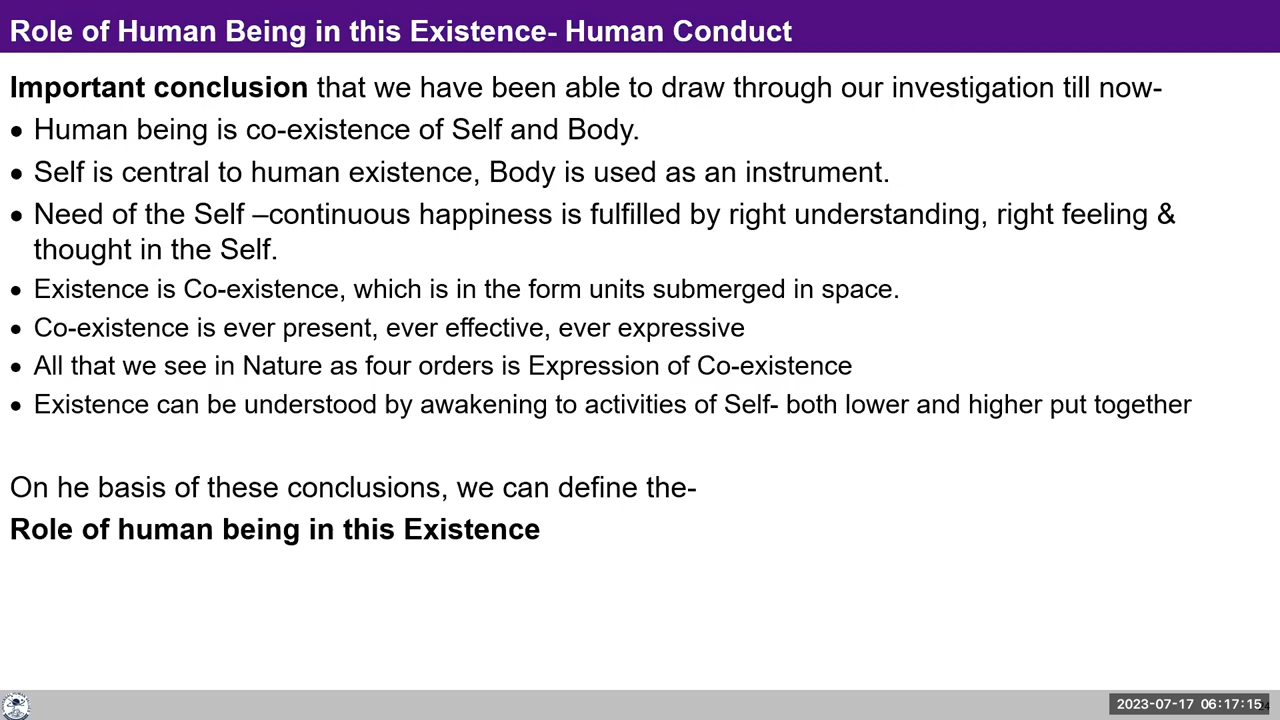 Role of Human Being in this Existence- Human Conduct
Important conclusion that we have been able to draw through our investigation till now-
• Human being is co-existence of Self and Body.
• Self is central to human existence, Body is used as an instrument.
• Need of the Self –continuous happiness is fulfilled by right understanding, right feeling &
thought in the Self.
• Existence is Co-existence, which is in the form units submerged in space.
• Co-existence is ever present, ever effective, ever expressive
• All that we see in Nature as four orders is Expression of Co-existence
• Existence can be understood by awakening to activities of Self- both lower and higher put together
On he basis of these conclusions, we can define the-
Role of human being in this Existence
2023-07-17 06:17:15